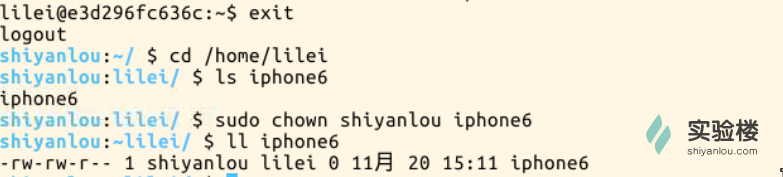 lilei@e3d296fc636c:~$ exit
logout
shiyanlou:~/ $ cd /home/lilei
shiyanlou:lilei/ $ ls iphone6
iphone6
shiyanlou:lilei/ $ sudo chown shiyanlou iphone6
shiyanlou:~lilei/ $ ll iphone6
-rw-rw-r-- 1 shiyanlou lilei 0 11月 20 15:11 iphone6
实验楼
shiyanlou.com